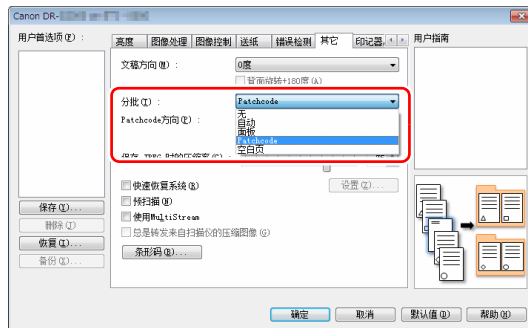 Canon DR-
用户首选项(P) :
亮度 图像处理 图像控制 送纸 错误检测 其它 印记器
用户指南
文稿方向(N) : 0度
背面旋转+180度(A)
分批(T) : Patchcode
Patchcode方向(E) :
无
自动
面板
Patchcode
空白页
快速恢复系统(R) 设置(Z)...
预扫描(W)
使用MultiStream
总是转发来自扫描仪的压缩图像(G)
条形码(B)...
保存(Y)...
删除(J)
恢复(I)...
备份(X)...
确定 取消 默认值(D) 帮助(H)